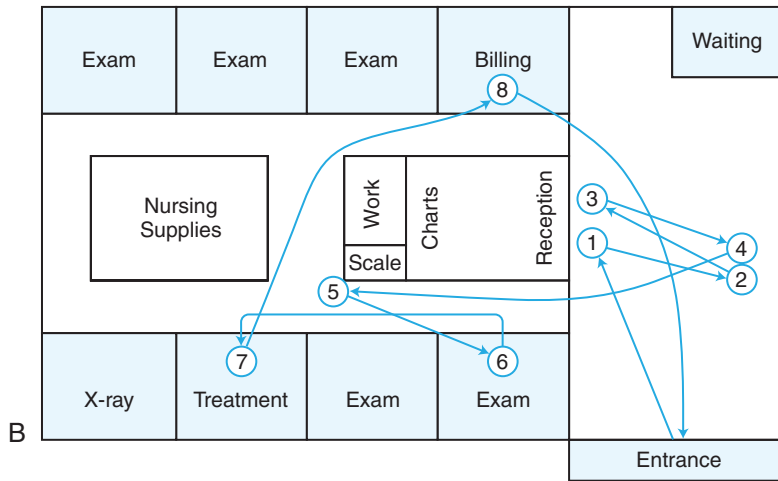 Exam
Exam
Exam
Billing
Waiting
8
Nursing
Supplies
Work
Scale
Charts
Reception
3
1
4
2
5
7
6
X-ray
Treatment
Exam
Exam
B
Entrance